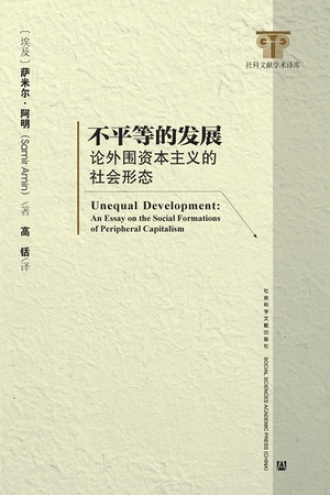 社科文献学术译库
〔埃及〕萨米尔·阿明(Samir Amin)/著
高 铦/译
不平等的发展
论外围资本主义的
社会形态
Unequal Development:
An Essay on the Social Formations
of Peripheral Capitalism
社会科学文献出版社
SOCIAL SCIENCES ACADEMIC PRESS (CHINA)